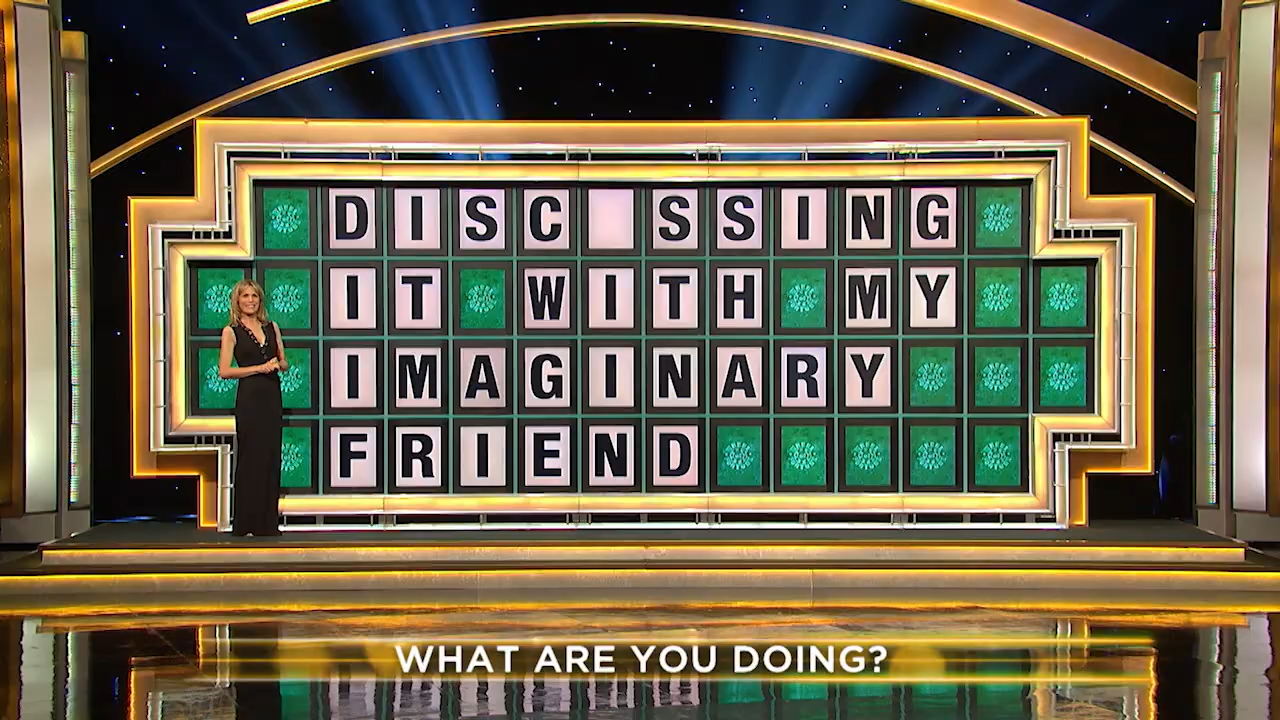 DISC SSING
IT WITH MY
IMAGINARY
FRIEND
WHAT ARE YOU DOING?